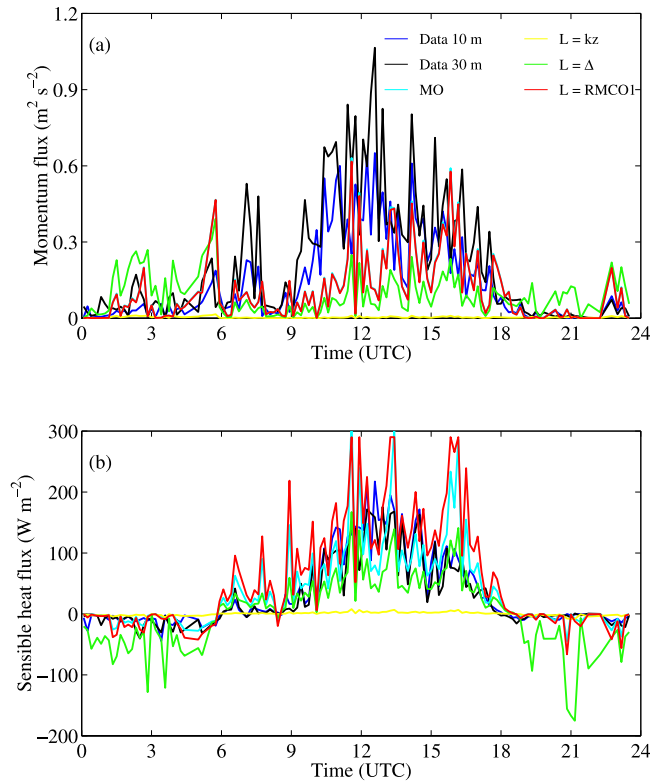 1.2
(a)
Data 10 m
L = kz
Data 30 m
L = Δ
MO
L = RMCO1
0.9
0.6
0.3
0
Momentum flux (m² s⁻²)
0 3 6 9 12 15 18 21 24
Time (UTC)
300
(b)
200
100
0
−100
−200
Sensible heat flux (W m⁻²)
0 3 6 9 12 15 18 21 24
Time (UTC)